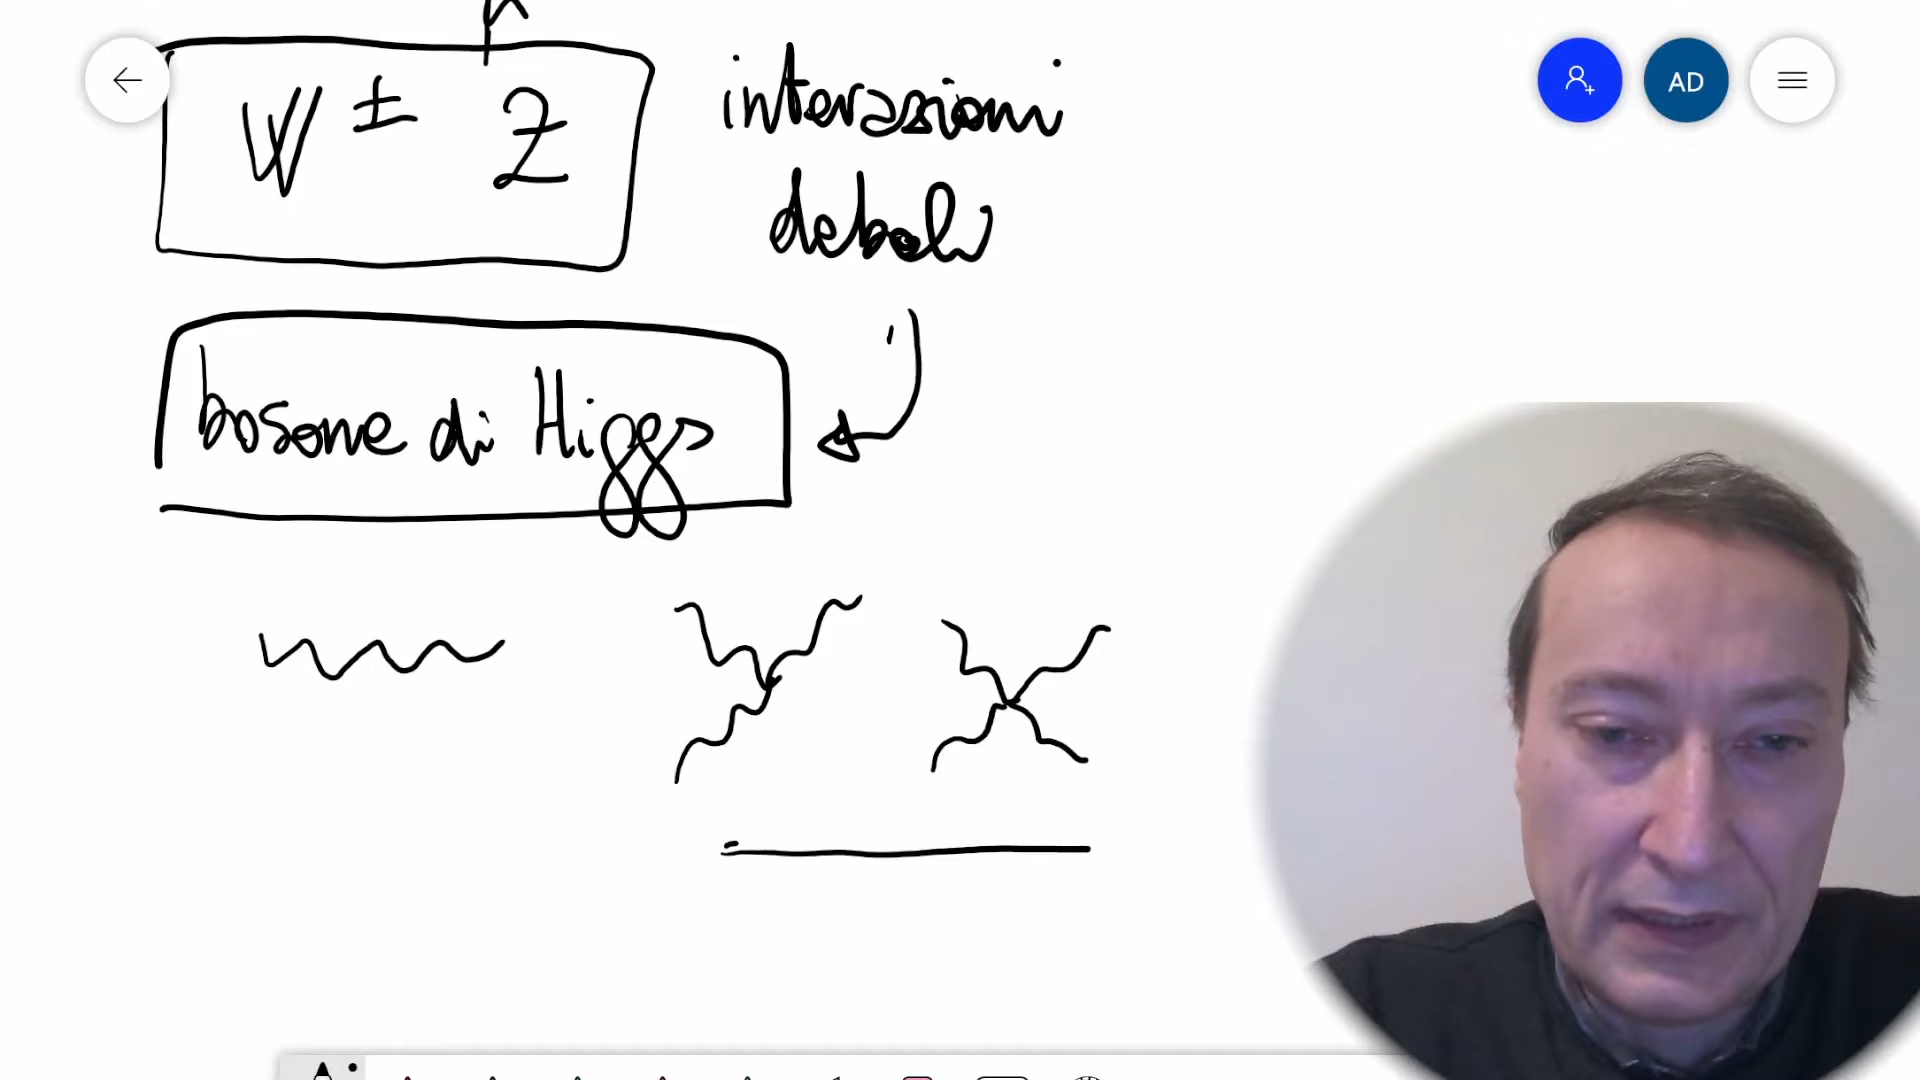 W ± Z interazioni
deboli
bosone di Higgs
AD